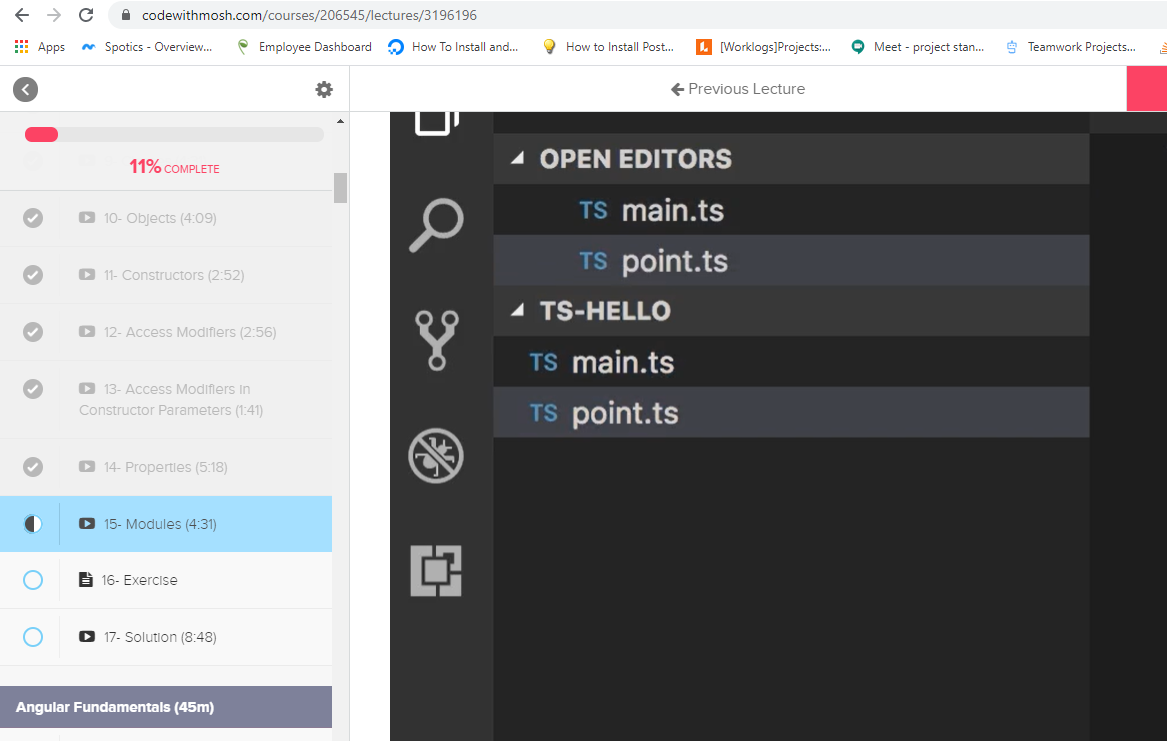 codewithmosh.com/courses/206545/lectures/3196196
Apps Spotics - Overview... Employee Dashboard How To Install and... How to Install Post... [Worklogs]Projects:... Meet - project stan... Teamwork Projects...
Previous Lecture
11% COMPLETE
10- Objects (4:09)
11- Constructors (2:52)
12- Access Modifiers (2:56)
13- Access Modifiers in
Constructor Parameters (1:41)
14- Properties (5:18)
15- Modules (4:31)
16- Exercise
17- Solution (8:48)
Angular Fundamentals (45m)
OPEN EDITORS
TS main.ts
TS point.ts
TS-HELLO
TS main.ts
TS point.ts